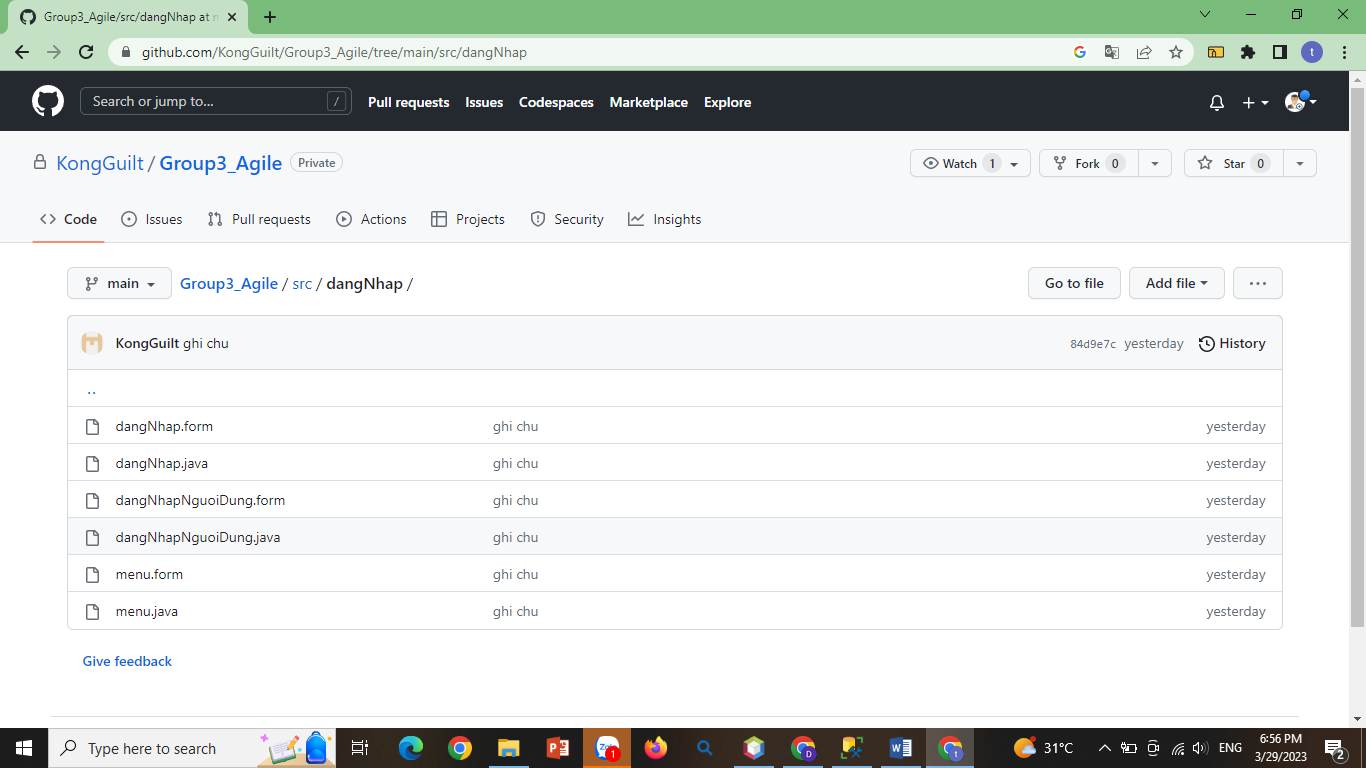 Group3_Agile/src/dangNhap at m
github.com/KongGuilt/Group3_Agile/tree/main/src/dangNhap
Search or jump to... / Pull requests Issues Codespaces Marketplace Explore
KongGuilt / Group3_Agile Private Watch 1 Fork 0 Star 0
Code Issues Pull requests Actions Projects Security Insights
main Group3_Agile / src / dangNhap / Go to file Add file ...
KongGuilt ghi chu 84d9e7c yesterday History
..
dangNhap.form ghi chu yesterday
dangNhap.java ghi chu yesterday
dangNhapNguoiDung.form ghi chu yesterday
dangNhapNguoiDung.java ghi chu yesterday
menu.form ghi chu yesterday
menu.java ghi chu yesterday
Give feedback
Type here to search 31°C ENG 6:56 PM
3/29/2023